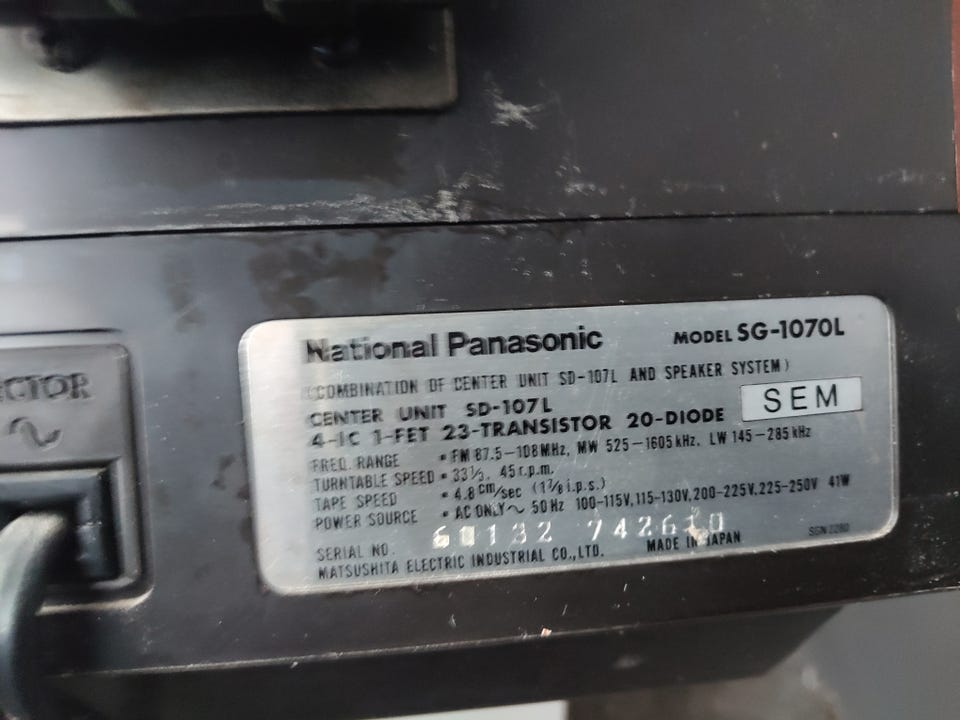 National Panasonic MODEL SG-1070L
(COMBINATION OF CENTER UNIT SD-107L AND SPEAKER SYSTEM)
CENTER UNIT SD-107L
SEM
4-IC 1-FET 23-TRANSISTOR 20-DIODE
FREQ. RANGE • FM 87.5-108MHz, MW 525-1605kHz. LW 145-285kHz
TURNTABLE SPEED • 33⅓, 45 r.p.m.
TAPE SPEED • 4.8cm/sec (1⅞ i.p.s.)
POWER SOURCE • AC ONLY∼ 50Hz 100-115V,115-130V,200-225V,225-250V 41W
SERIAL NO.
MATSUSHITA ELECTRIC INDUSTRIAL CO.,LTD. MADE IN JAPAN
CTOR